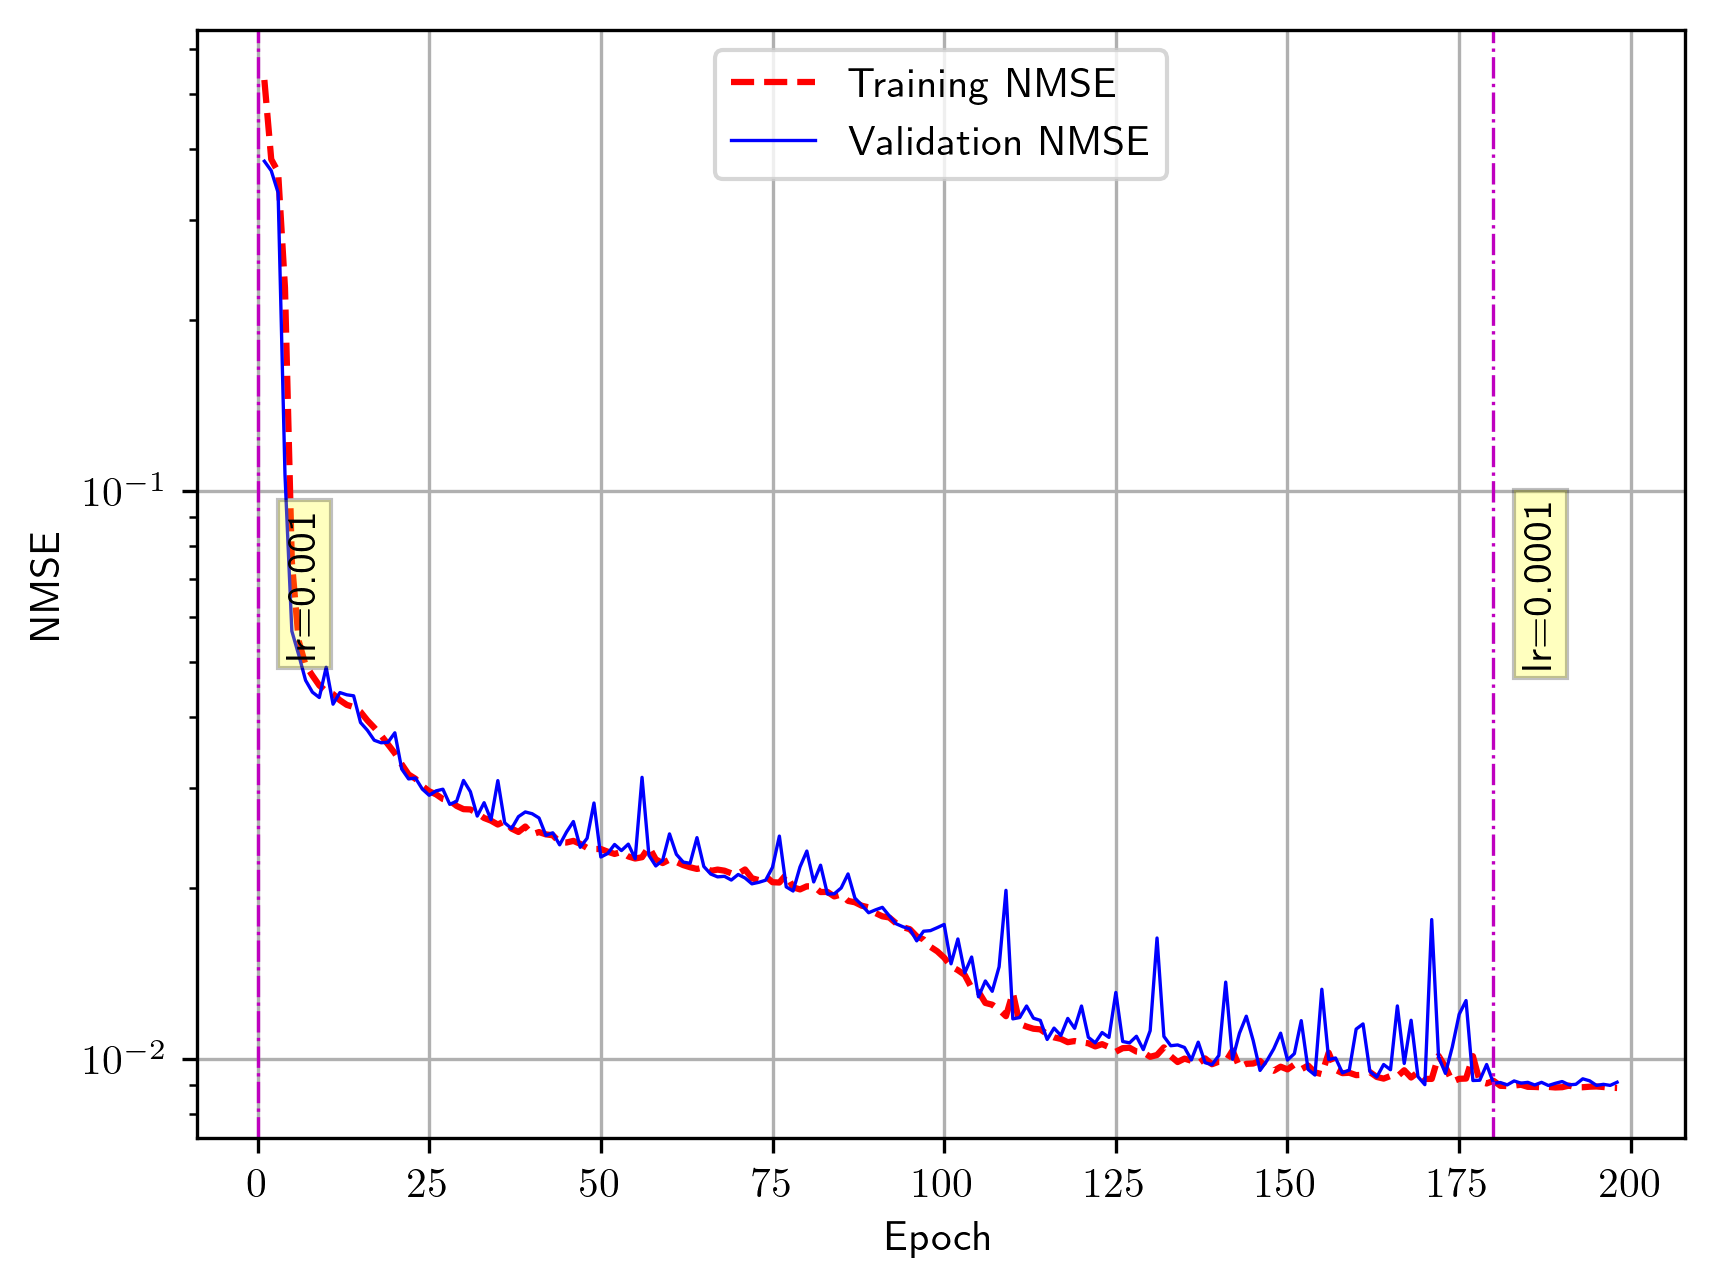 Training NMSE
Validation NMSE
NMSE
10⁻¹
10⁻²
lr=0.001
lr=0.0001
0 25 50 75 100 125 150 175 200
Epoch